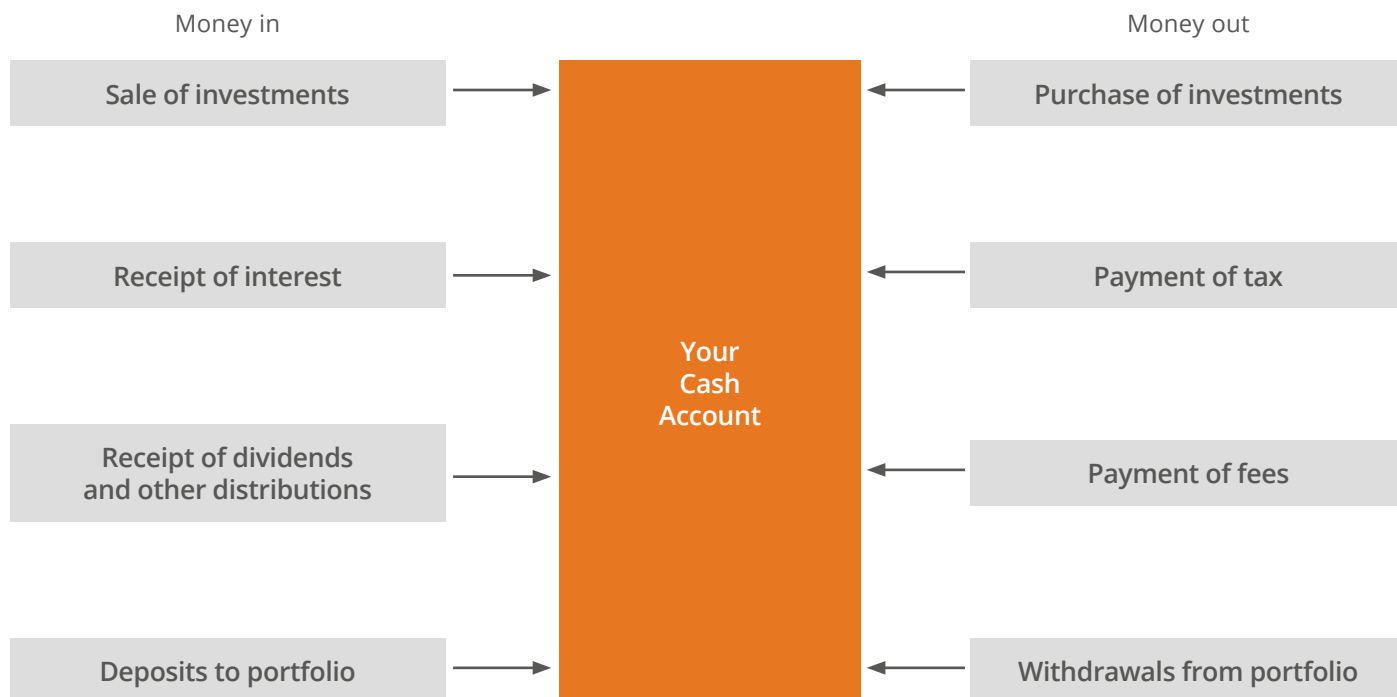 Money in
Money out
Sale of investments
Purchase of investments
Receipt of interest
Payment of tax
Your
Cash
Account
Receipt of dividends
and other distributions
Payment of fees
Deposits to portfolio
Withdrawals from portfolio